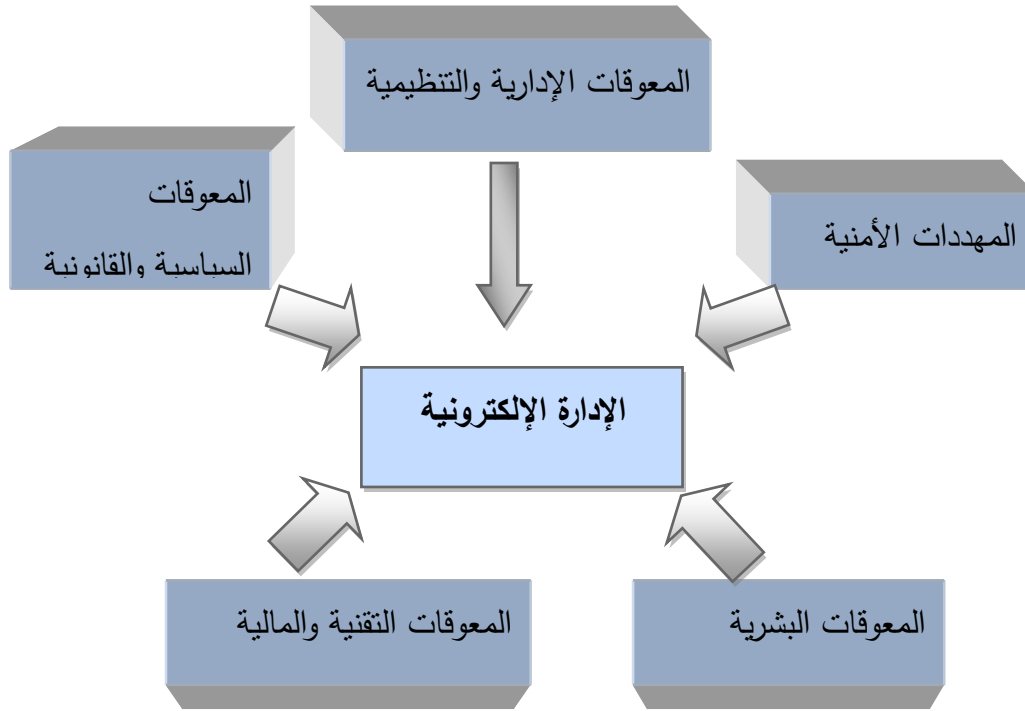 المعوقات الإدارية والتنظيمية
المهددات الأمنية
المعوقات
السياسية والقانونية
الإدارة الإلكترونية
المعوقات البشرية
المعوقات التقنية والمالية